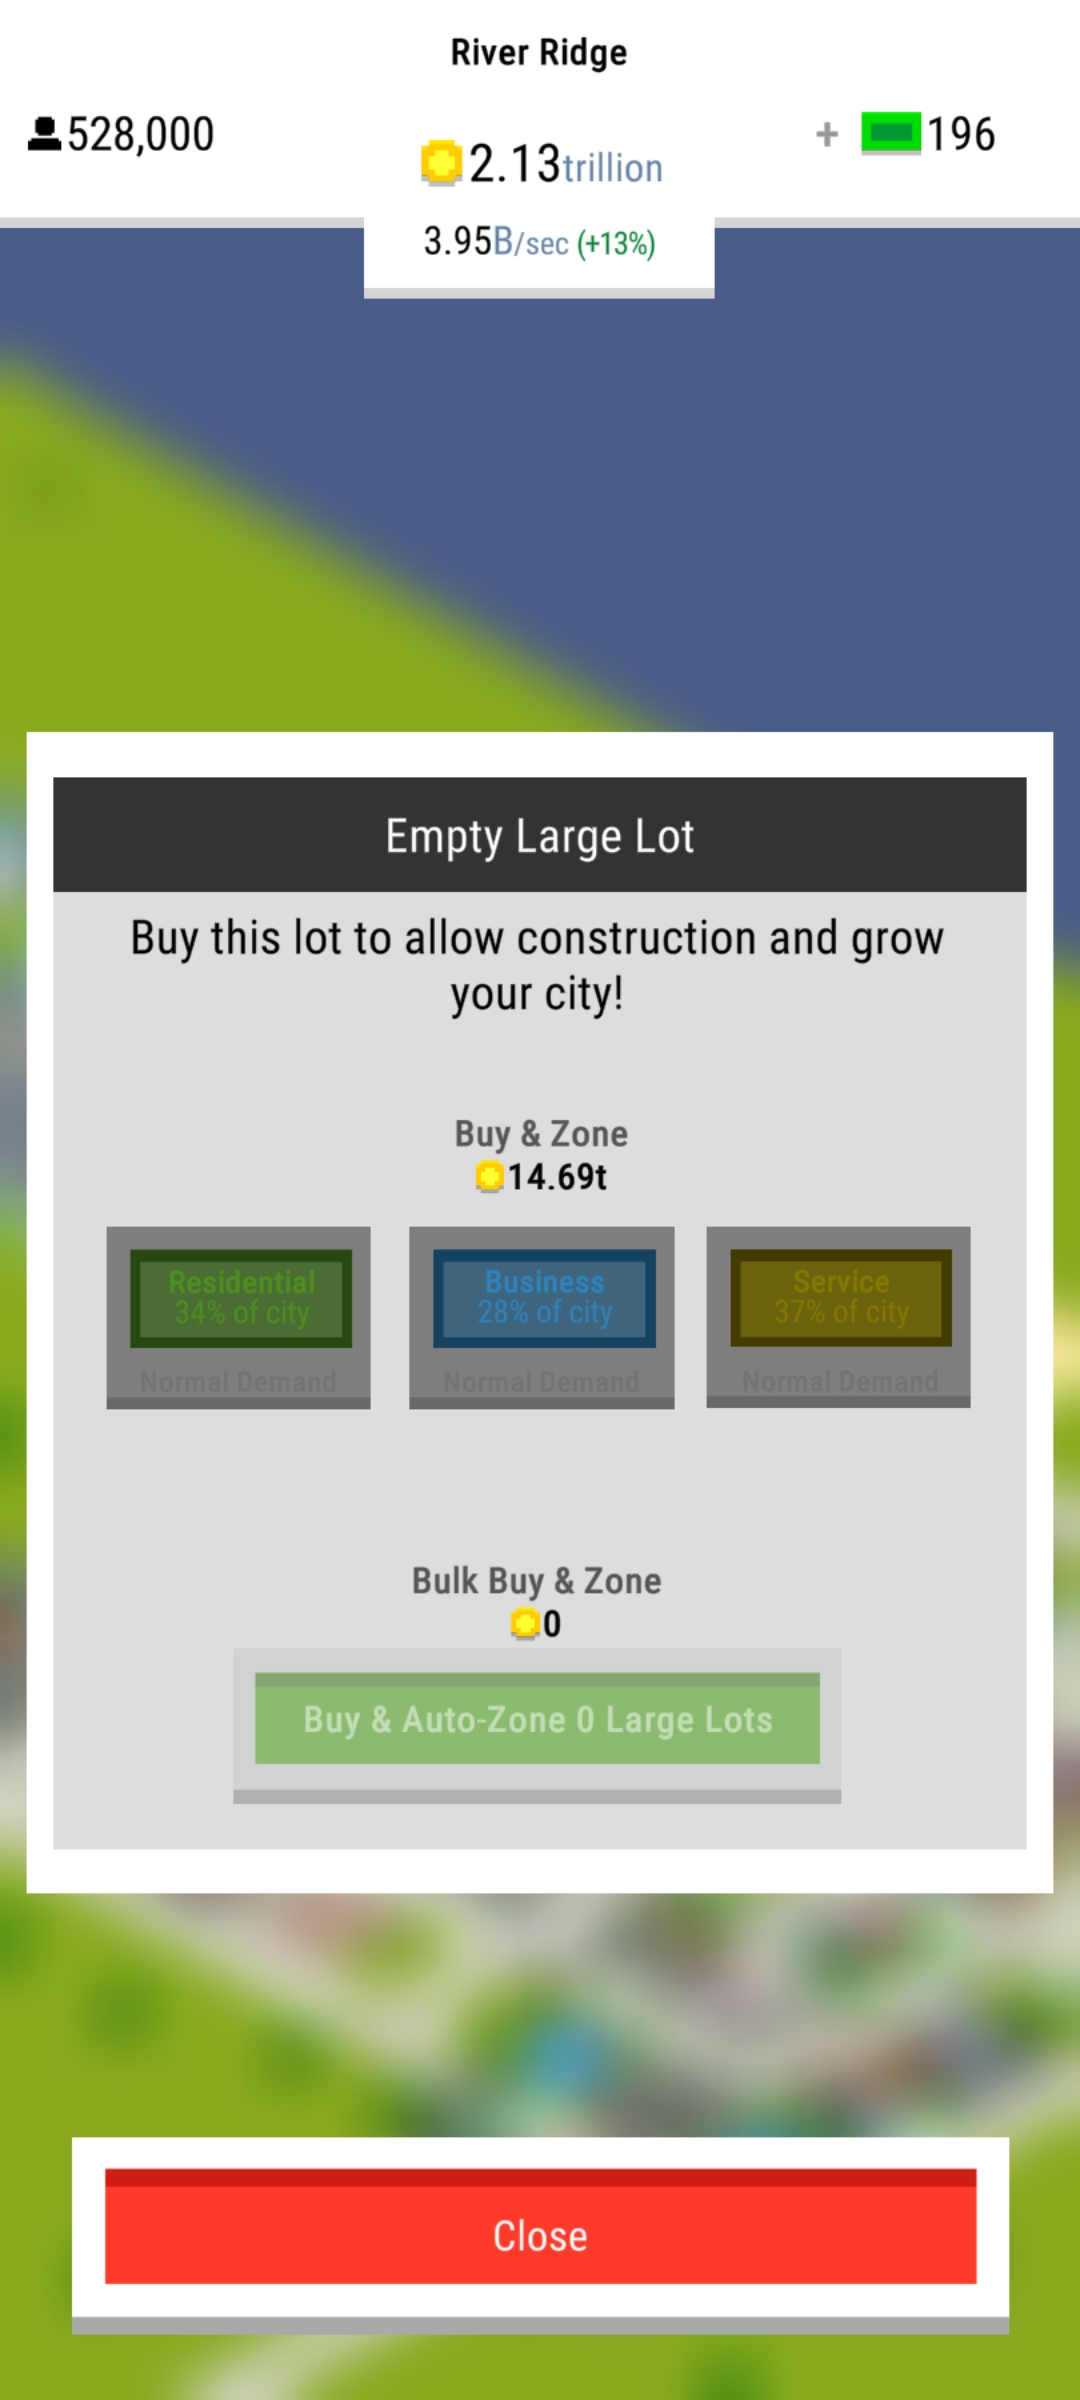 River Ridge
528,000
2.13trillion
+ 196
3.95B/sec (+13%)
Empty Large Lot
Buy this lot to allow construction and grow
your city!
Buy & Zone
14.69t
Residential
34% of city
Normal Demand
Business
28% of city
Normal Demand
Service
37% of city
Normal Demand
Bulk Buy & Zone
0
Buy & Auto-Zone 0 Large Lots
Close